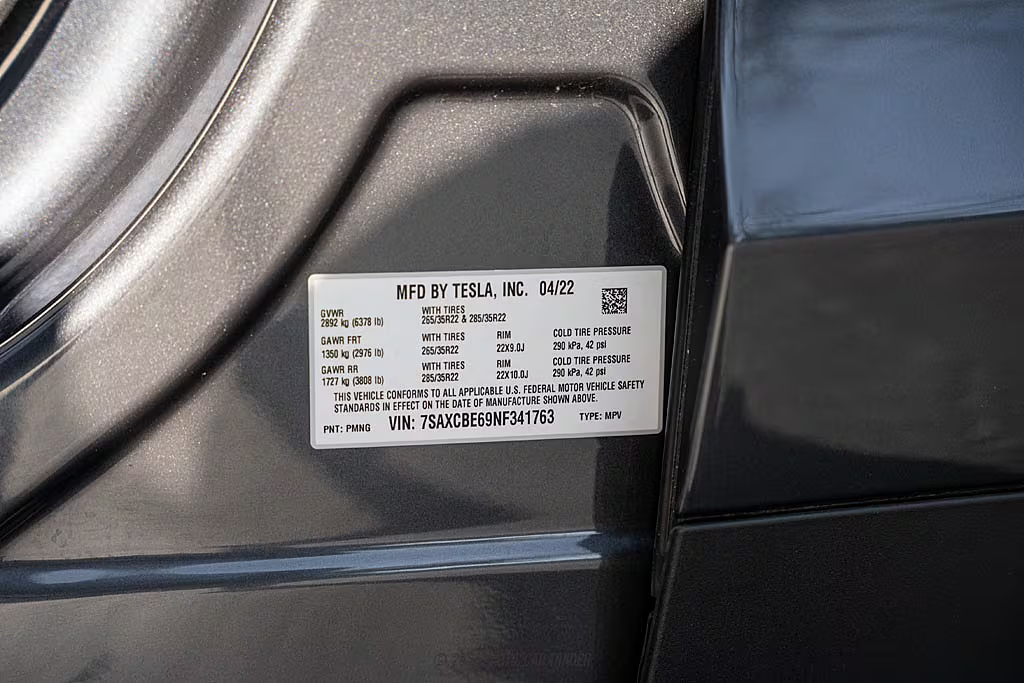 MFD BY TESLA, INC. 04/22
GVWR
2892 kg (6378 lb)
WITH TIRES
265/35R22 & 285/35R22
GAWR FRT
1350 kg (2976 lb)
WITH TIRES
265/35R22
RIM
22X9.0J
COLD TIRE PRESSURE
290 kPa, 42 psi
GAWR RR
1727 kg (3808 lb)
WITH TIRES
285/35R22
RIM
22X10.0J
COLD TIRE PRESSURE
290 kPa, 42 psi
THIS VEHICLE CONFORMS TO ALL APPLICABLE U.S. FEDERAL MOTOR VEHICLE SAFETY
STANDARDS IN EFFECT ON THE DATE OF MANUFACTURE SHOWN ABOVE.
PNT: PMNG VIN: 7SAXCBE69NF341763 TYPE: MPV